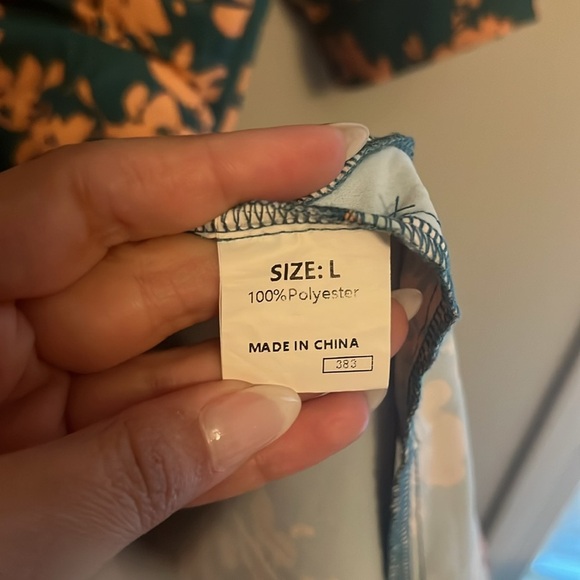 SIZE: L
100%Polyester
MADE IN CHINA
383